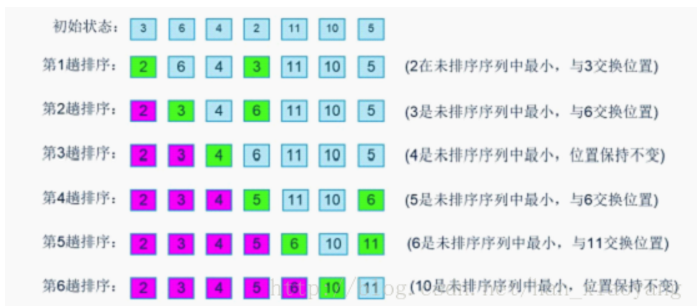 初始状态： 3 6 4 2 11 10 5
第1趟排序： 2 6 4 3 11 10 5 (2在未排序序列中最小，与3交换位置)
第2趟排序： 2 3 4 6 11 10 5 (3是未排序序列中最小，与6交换位置)
第3趟排序： 2 3 4 6 11 10 5 (4是未排序序列中最小，位置保持不变)
第4趟排序： 2 3 4 5 11 10 6 (5是未排序序列中最小，与6交换位置)
第5趟排序： 2 3 4 5 6 10 11 (6是未排序序列中最小，与11交换位置)
第6趟排序： 2 3 4 5 6 10 11 (10是未排序序列中最小，位置保持不变)